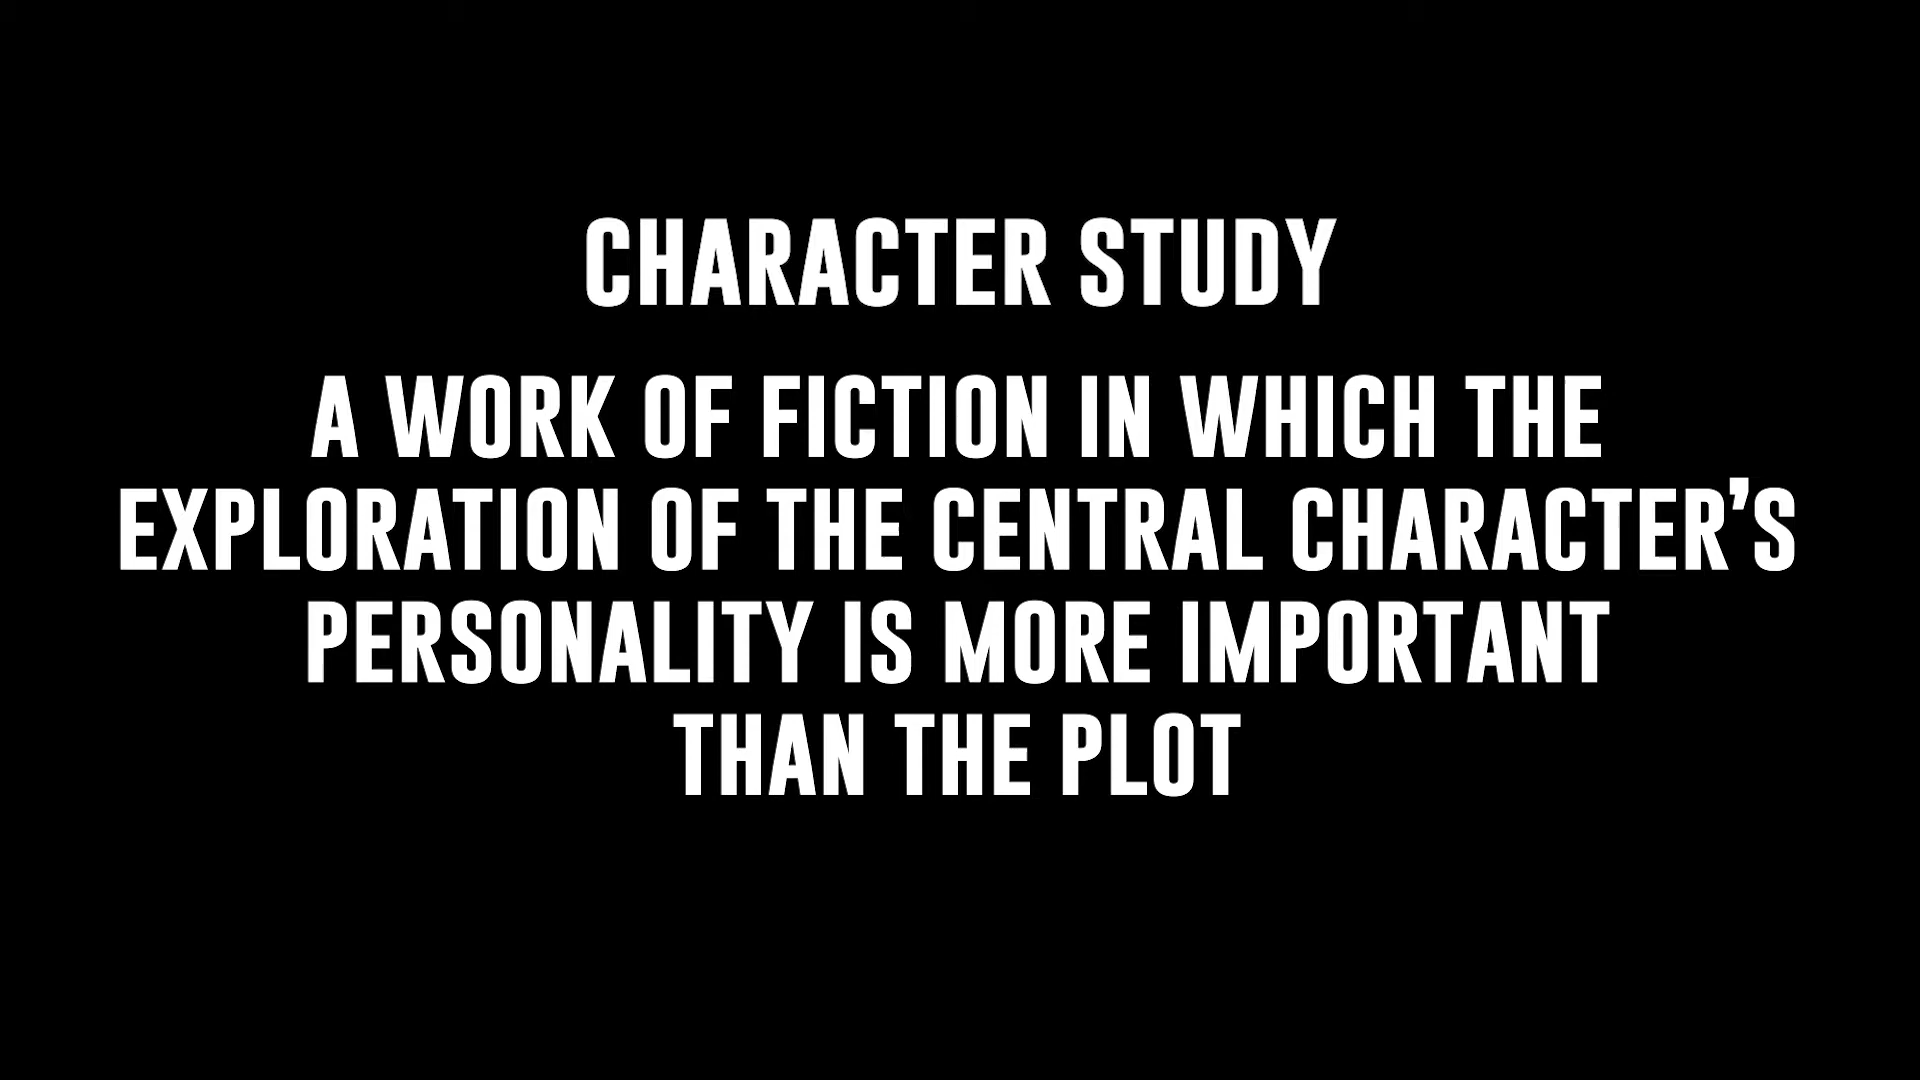 CHARACTER STUDY
A WORK OF FICTION IN WHICH THE
EXPLORATION OF THE CENTRAL CHARACTER’S
PERSONALITY IS MORE IMPORTANT
THAN THE PLOT